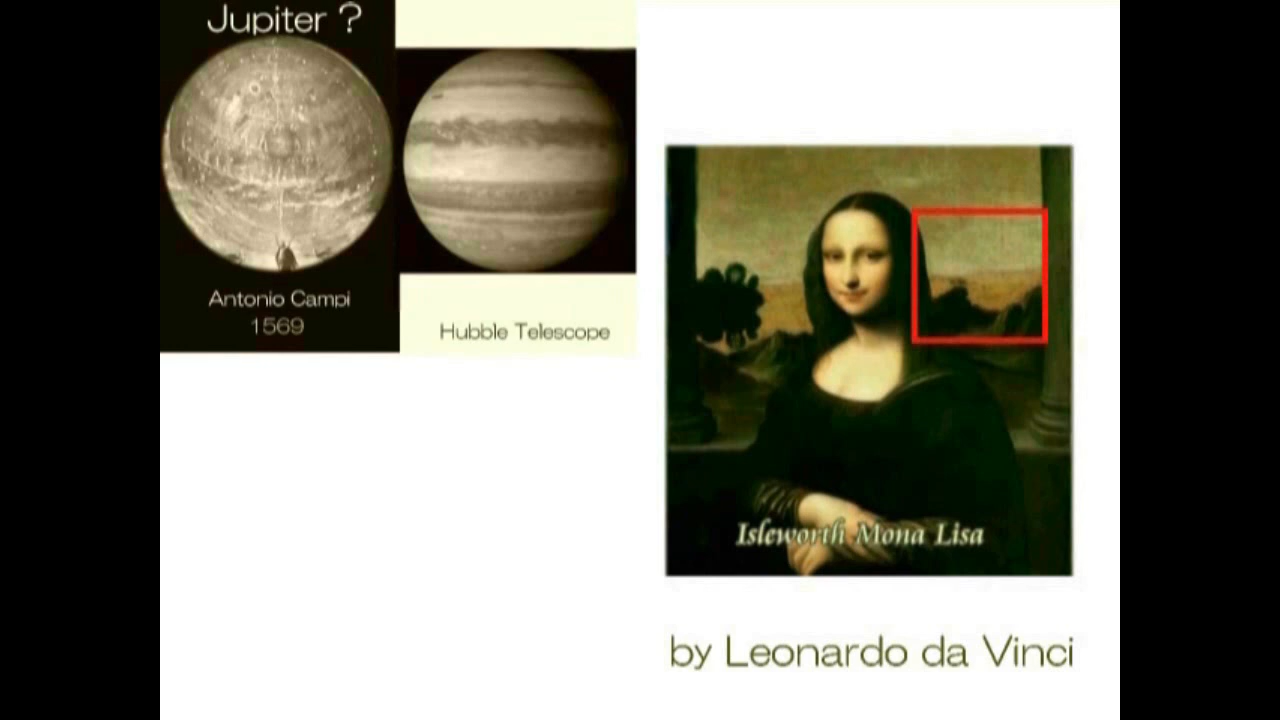 Jupiter ?
Antonio Campi
1569
Hubble Telescope
Isleworth Mona Lisa
by Leonardo da Vinci